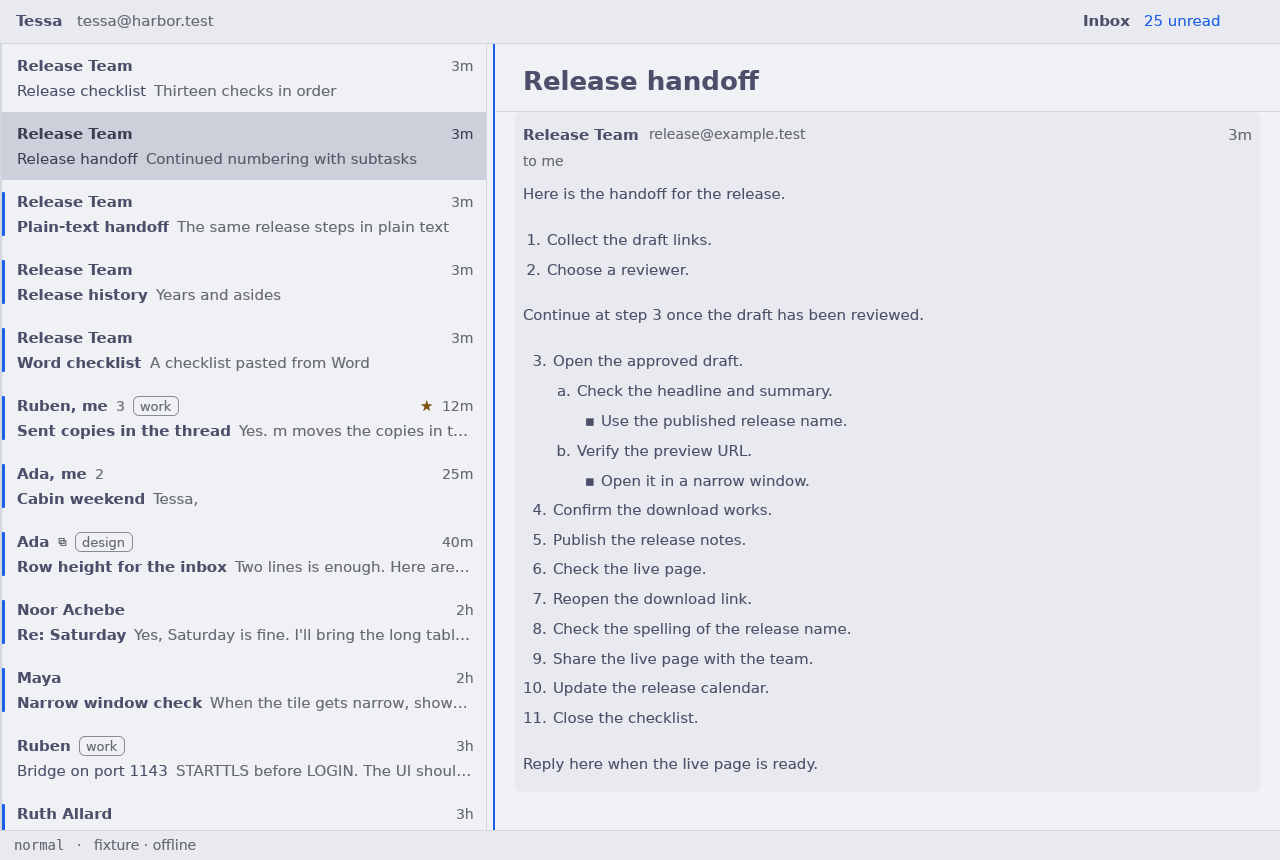 Tessa tessa@harbor.test Inbox 25 unread
Release Team 3m
Release checklist Thirteen checks in order
Release Team 3m
Release handoff Continued numbering with subtasks
Release Team 3m
Plain-text handoff The same release steps in plain text
Release Team 3m
Release history Years and asides
Release Team 3m
Word checklist A checklist pasted from Word
Ruben, me 3 work ★ 12m
Sent copies in the thread Yes. m moves the copies in t…
Ada, me 2 25m
Cabin weekend Tessa,
Ada ⧉ design 40m
Row height for the inbox Two lines is enough. Here are…
Noor Achebe 2h
Re: Saturday Yes, Saturday is fine. I'll bring the long tabl…
Maya 2h
Narrow window check When the tile gets narrow, show…
Ruben work 3h
Bridge on port 1143 STARTTLS before LOGIN. The UI shoul…
Ruth Allard 3h
Release handoff
Release Team release@example.test 3m
to me
Here is the handoff for the release.
1. Collect the draft links.
2. Choose a reviewer.
Continue at step 3 once the draft has been reviewed.
3. Open the approved draft.
a. Check the headline and summary.
▪ Use the published release name.
b. Verify the preview URL.
▪ Open it in a narrow window.
4. Confirm the download works.
5. Publish the release notes.
6. Check the live page.
7. Reopen the download link.
8. Check the spelling of the release name.
9. Share the live page with the team.
10. Update the release calendar.
11. Close the checklist.
Reply here when the live page is ready.
normal · fixture · offline